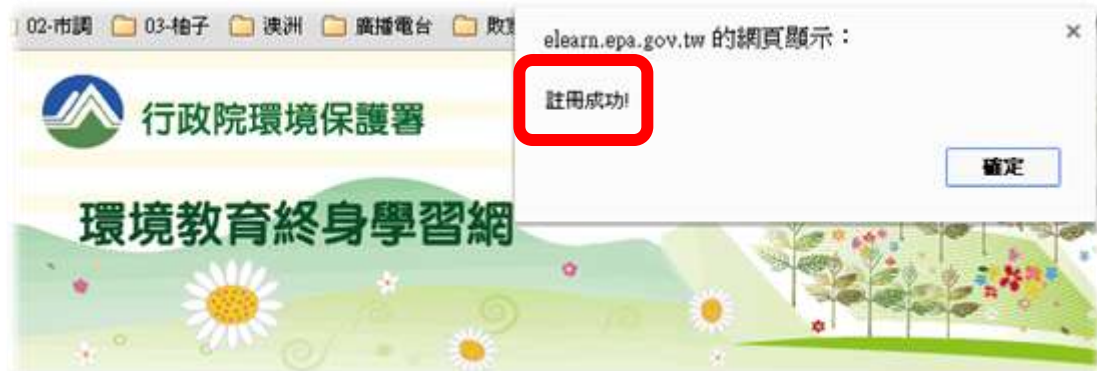 02-市調 03-柚子 澳洲 廣播電台
elearn.epa.gov.tw 的網頁顯示：
×
註冊成功!
確定
行政院環境保護署
環境教育終身學習網